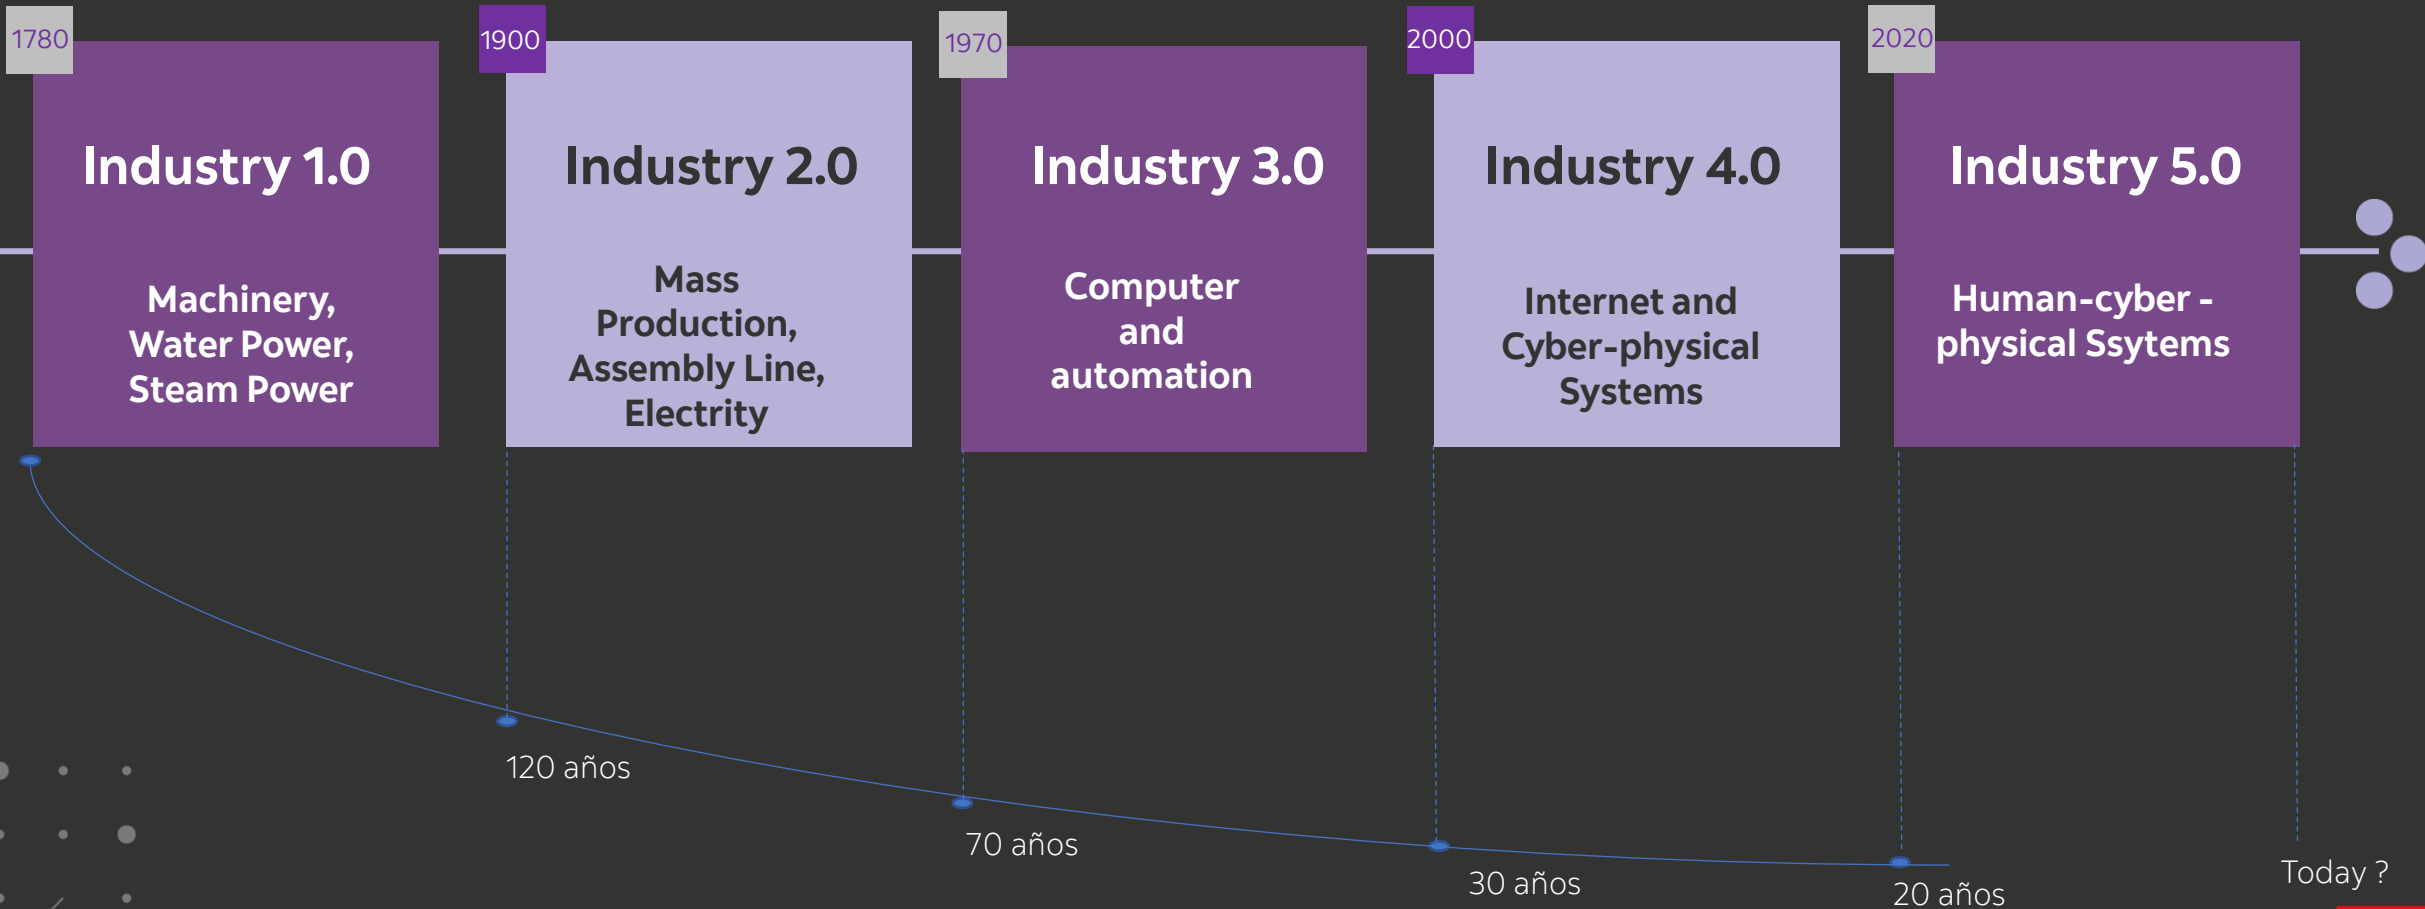 1780
Industry 1.0
Machinery,
Water Power,
Steam Power
1900
Industry 2.0
Mass
Production,
Assembly Line,
Electrity
1970
Industry 3.0
Computer
and
automation
2000
Industry 4.0
Internet and
Cyber-physical
Systems
2020
Industry 5.0
Human-cyber -
physical Ssytems
120 años
70 años
30 años
20 años
Today ?